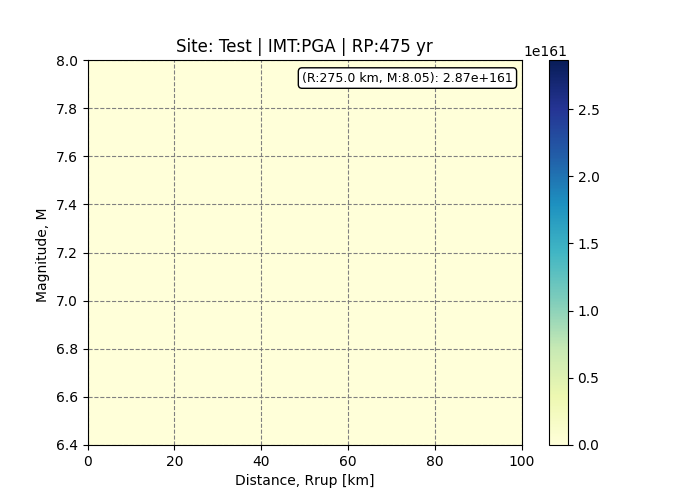 Site: Test | IMT:PGA | RP:475 yr
1e161
(R:275.0 km, M:8.05): 2.87e+161
8.0
7.8
7.6
7.4
7.2
7.0
6.8
6.6
6.4
Magnitude, M
0 20 40 60 80 100
Distance, Rrup [km]
2.5
2.0
1.5
1.0
0.5
0.0